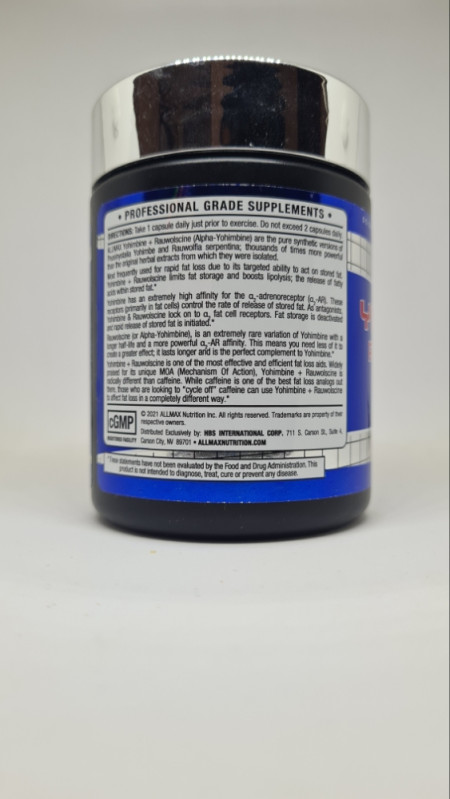 • PROFESSIONAL GRADE SUPPLEMENTS •
DIRECTIONS: Take 1 capsule daily just prior to exercise. Do not exceed 2 capsules daily.
ALLMAX Yohimbine + Rauwolscine (Alpha-Yohimbine) are the pure synthetic versions of
Yohimbe and Rauwolfia serpentina; thousands of times more powerful
than the original herbal extracts from which they were isolated.
Most frequently used for rapid fat loss due to its targeted ability to act on stored fat.
Yohimbine + Rauwolscine limits fat storage and boosts lipolysis; the release of fatty
acids within stored fat.*
Yohimbine has an extremely high affinity for the α₂-adrenoreceptor (α₂-AR). These
receptors (primarily in fat cells) control the rate of release of stored fat. As antagonists,
Yohimbine & Rauwolscine lock on to α₂ fat cell receptors. Fat storage is deactivated
and rapid release of stored fat is initiated.*
Rauwolscine (or Alpha-Yohimbine), is an extremely rare variation of Yohimbine with a
longer half-life and a more powerful α₂-AR affinity. This means you need less of it to
create a greater effect; it lasts longer and is the perfect complement to Yohimbine.*
Yohimbine + Rauwolscine is one of the most effective and efficient fat loss aids. Widely
prized for its unique MOA (Mechanism Of Action), Yohimbine + Rauwolscine is
radically different than caffeine. While caffeine is one of the best fat loss analogs out
there, those who are looking to "cycle off" caffeine can use Yohimbine + Rauwolscine
to affect fat loss in a completely different way.*
cGMP
REGISTERED FACILITY
© 2021 ALLMAX Nutrition Inc. All rights reserved. Trademarks are property of their
respective owners.
Distributed Exclusively by: HBS INTERNATIONAL CORP. 711 S. Carson St., Suite 4,
Carson City, NV 89701 • ALLMAXNUTRITION.COM
*These statements have not been evaluated by the Food and Drug Administration. This
product is not intended to diagnose, treat, cure or prevent any disease.